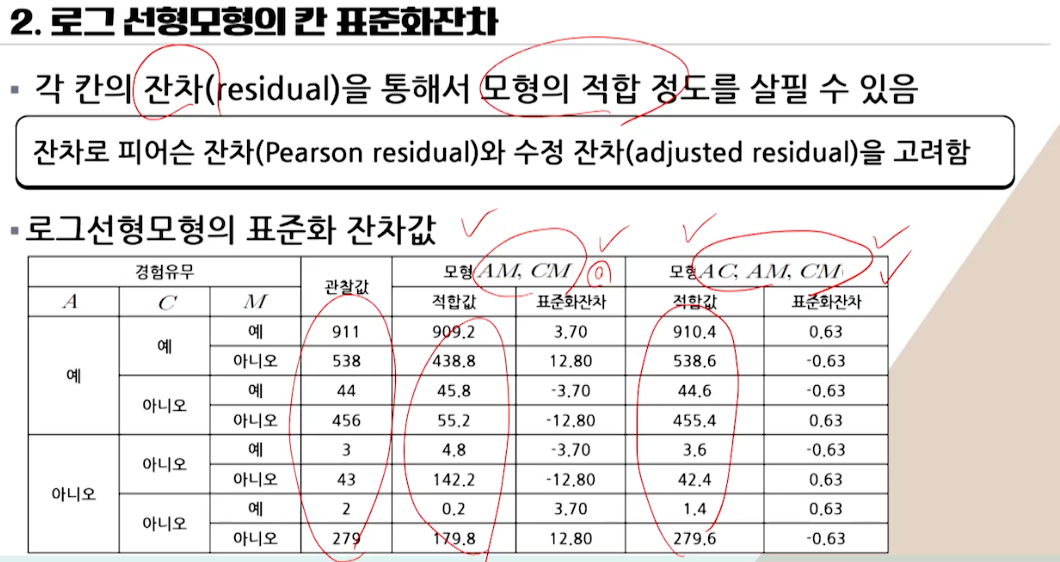 2. 로그 선형모형의 칸 표준화잔차
▪ 각 칸의 잔차(residual)을 통해서 모형의 적합 정도를 살필 수 있음
잔차로 피어슨 잔차(Pearson residual)와 수정 잔차(adjusted residual)을 고려함
▪ 로그선형모형의 표준화 잔차값
경험유무 관찰값 모형 AM, CM 모형 AC, AM, CM
A C M 적합값 표준화잔차 적합값 표준화잔차
예 예 예 911 909.2 3.70 910.4 0.63
아니오 538 438.8 12.80 538.6 -0.63
아니오 예 44 45.8 -3.70 44.6 -0.63
아니오 456 55.2 -12.80 455.4 0.63
아니오 아니오 예 3 4.8 -3.70 3.6 -0.63
아니오 43 142.2 -12.80 42.4 0.63
아니오 예 2 0.2 3.70 1.4 0.63
아니오 279 179.8 12.80 279.6 -0.63